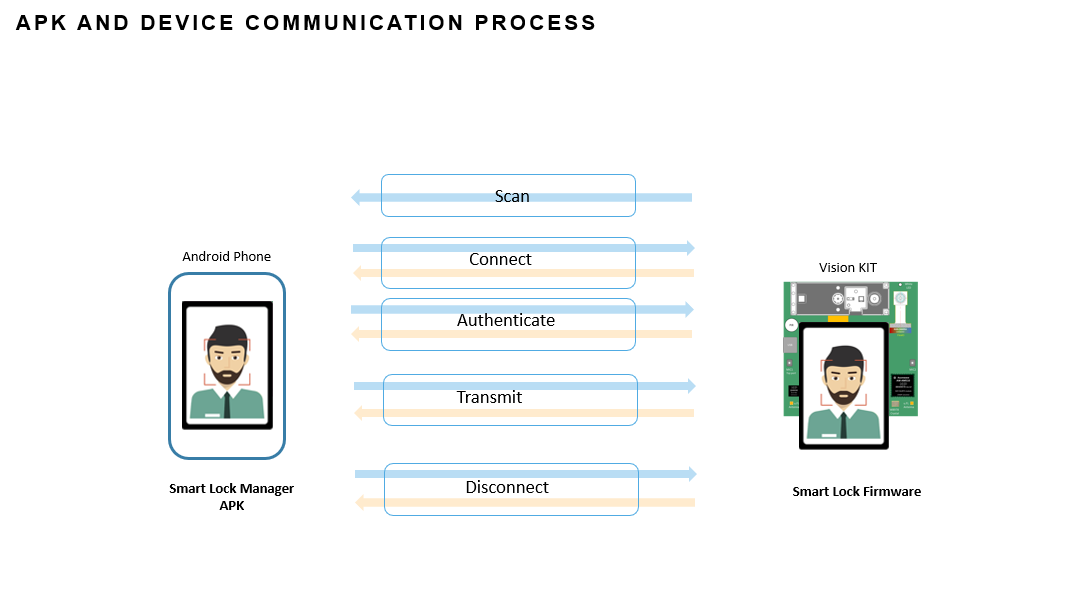 APK AND DEVICE COMMUNICATION PROCESS
Scan
Android Phone
Connect
Vision KIT
Authenticate
Transmit
Disconnect
Smart Lock Manager
APK
Smart Lock Firmware